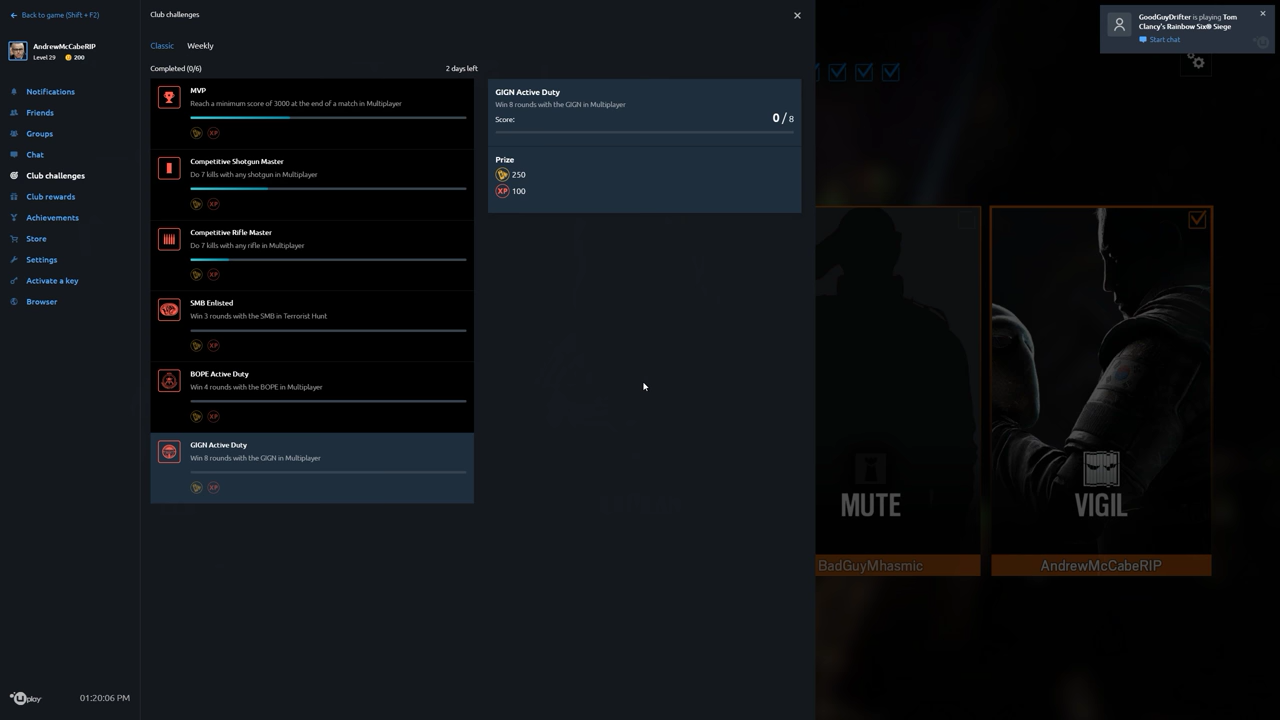 Back to game (Shift + F2)
AndrewMcCabeRIP
Level 29
200
Notifications
Friends
Groups
Chat
Club challenges
Club rewards
Achievements
Store
Settings
Activate a key
Browser
uplay
01:20:06 PM
Club challenges
Classic
Weekly
Completed (0/6)
2 days left
MVP
Reach a minimum score of 3000 at the end of a match in Multiplayer
XP
Competitive Shotgun Master
Do 7 kills with any shotgun in Multiplayer
XP
Competitive Rifle Master
Do 7 kills with any rifle in Multiplayer
XP
SMB Enlisted
Win 3 rounds with the SMB in Terrorist Hunt
XP
BOPE Active Duty
Win 4 rounds with the BOPE in Multiplayer
XP
GIGN Active Duty
Win 8 rounds with the GIGN in Multiplayer
XP
GIGN Active Duty
Win 8 rounds with the GIGN in Multiplayer
Score:
0 / 8
Prize
250
XP 100
GoodGuyDrifter is playing Tom
Clancy's Rainbow Six® Siege
Start chat
MUTE
BadGuyMhasmic
VIGIL
AndrewMcCabeRIP